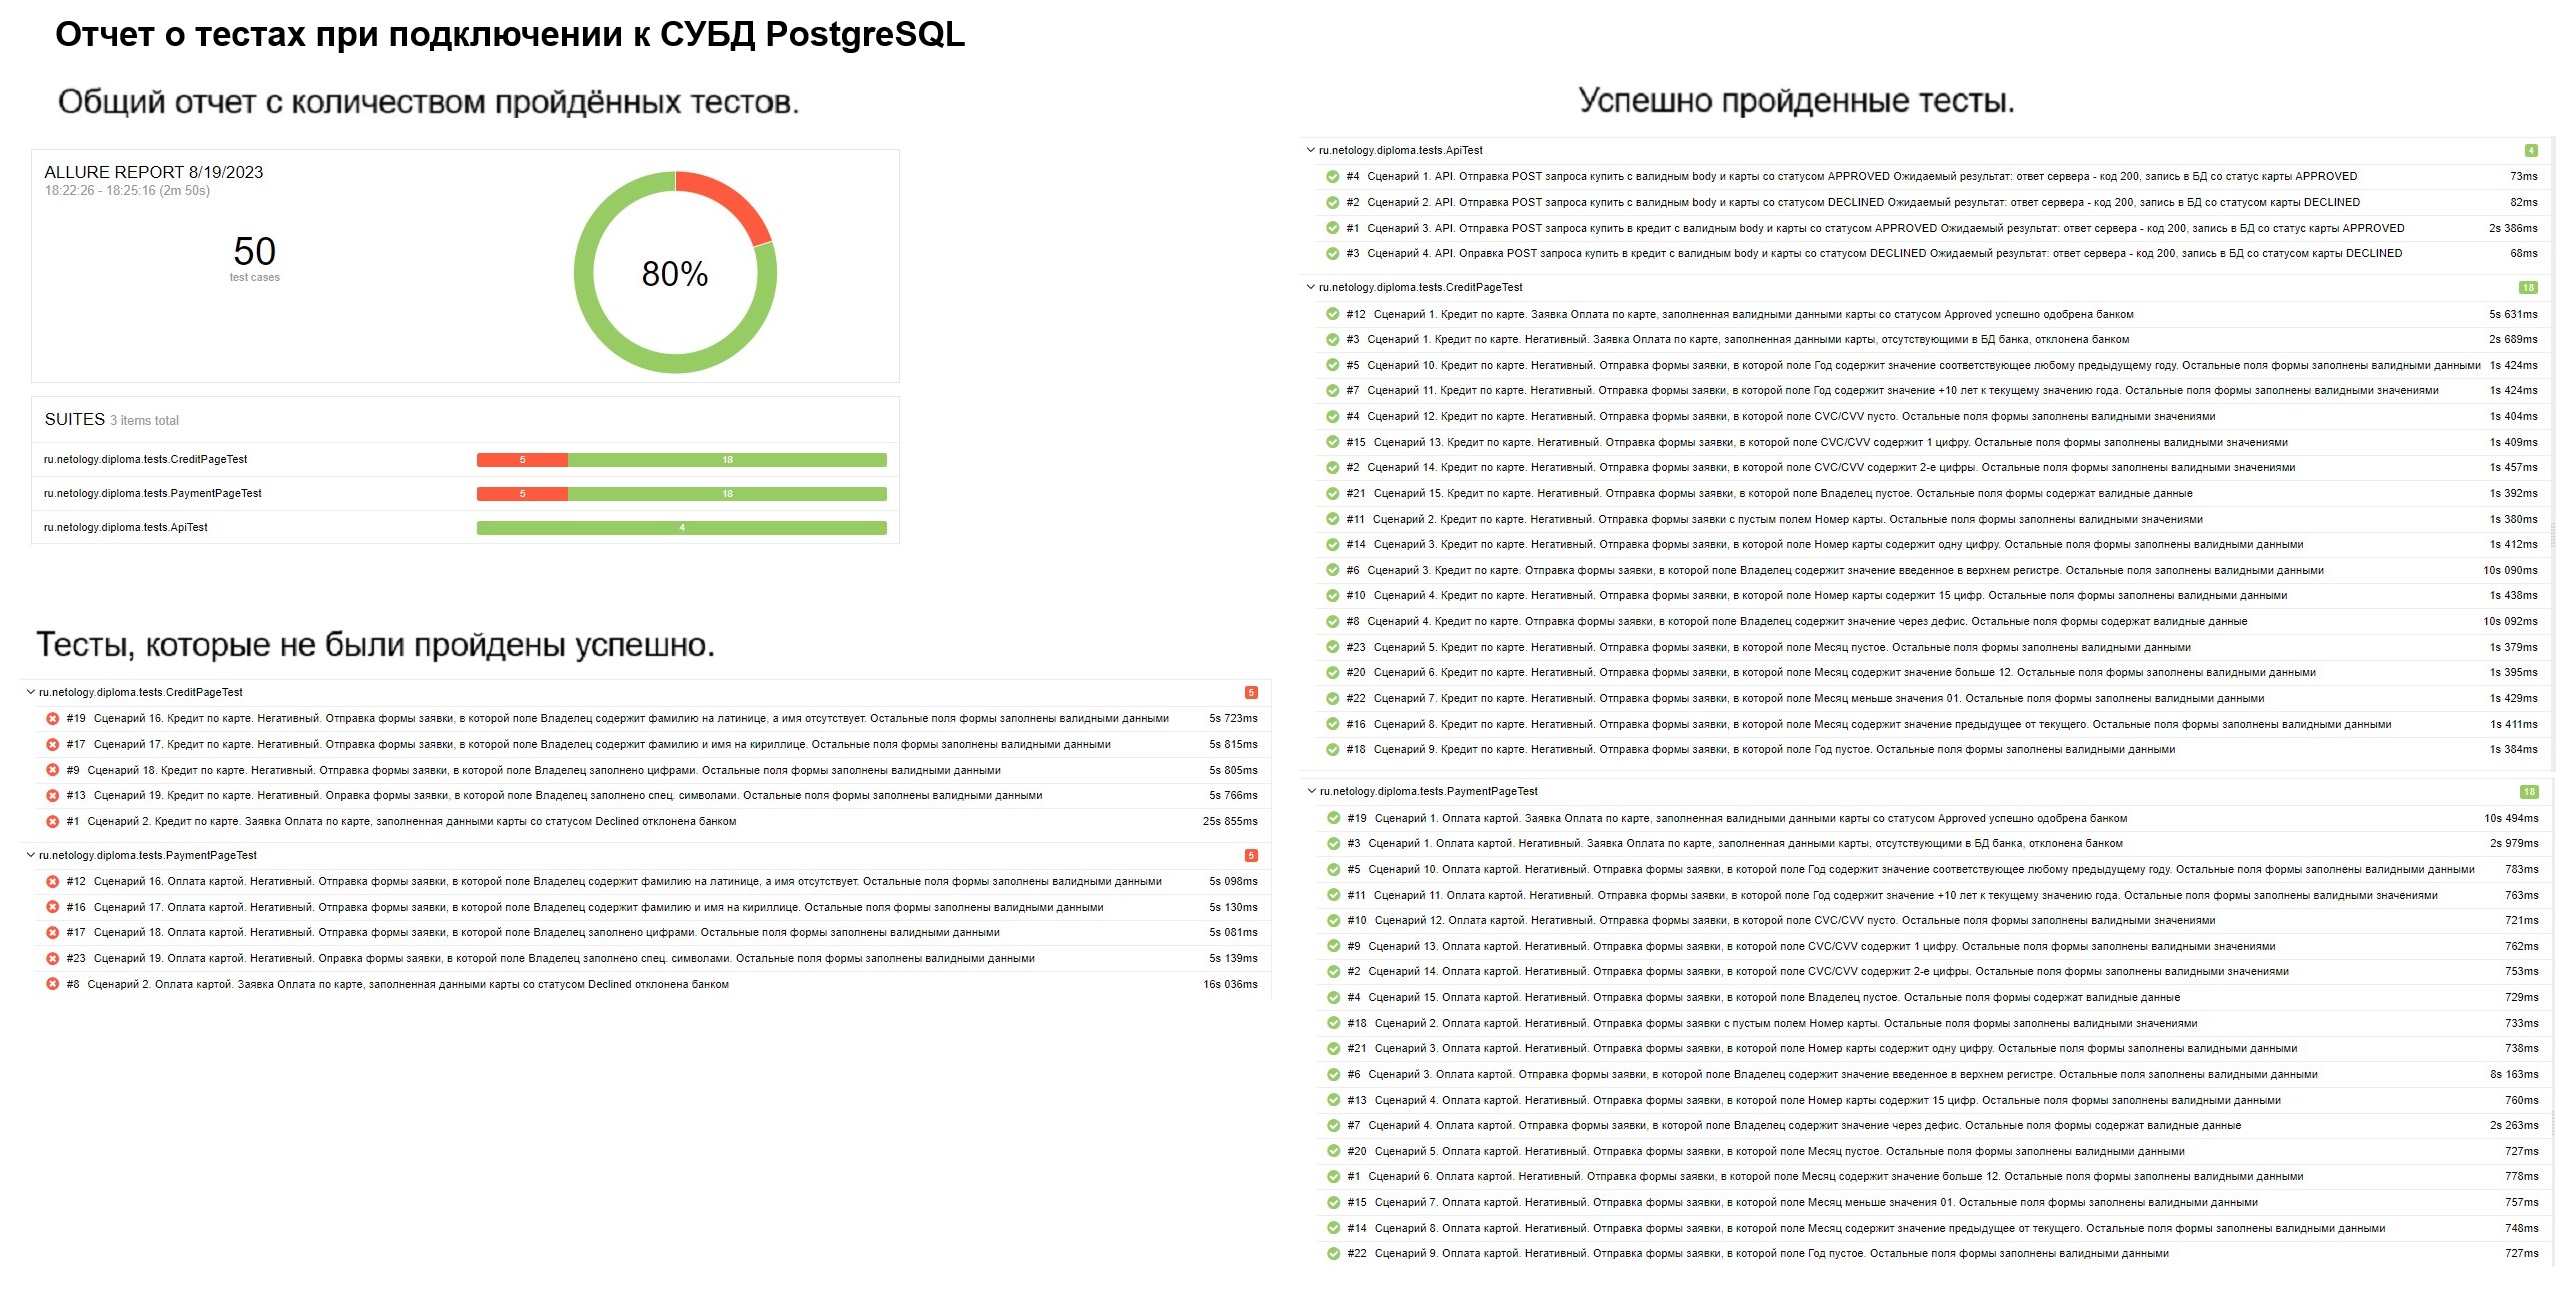 Отчет о тестах при подключении к СУБД PostgreSQL
Общий отчет с количеством пройдённых тестов.
ALLURE REPORT 8/19/2023
18:22:26 - 18:25:16 (2m 50s)
50
test cases
80%
SUITES 3 items total
ru.netology.diploma.tests.CreditPageTest 5 18
ru.netology.diploma.tests.PaymentPageTest 5 18
ru.netology.diploma.tests.ApiTest 4
Тесты, которые не были пройдены успешно.
ru.netology.diploma.tests.CreditPageTest 5
#19 Сценарий 16. Кредит по карте. Негативный. Отправка формы заявки, в которой поле Владелец содержит фамилию на латинице, а имя отсутствует. Остальные поля формы заполнены валидными данными 5s 723ms
#17 Сценарий 17. Кредит по карте. Негативный. Отправка формы заявки, в которой поле Владелец содержит фамилию и имя на кириллице. Остальные поля формы заполнены валидными данными 5s 815ms
#9 Сценарий 18. Кредит по карте. Негативный. Отправка формы заявки, в которой поле Владелец заполнено цифрами. Остальные поля формы заполнены валидными данными 5s 805ms
#13 Сценарий 19. Кредит по карте. Негативный. Оправка формы заявки, в которой поле Владелец заполнено спец. символами. Остальные поля формы заполнены валидными данными 5s 766ms
#1 Сценарий 2. Кредит по карте. Заявка Оплата по карте, заполненная данными карты со статусом Declined отклонена банком 25s 855ms
ru.netology.diploma.tests.PaymentPageTest 5
#12 Сценарий 16. Оплата картой. Негативный. Отправка формы заявки, в которой поле Владелец содержит фамилию на латинице, а имя отсутствует. Остальные поля формы заполнены валидными данными 5s 098ms
#16 Сценарий 17. Оплата картой. Негативный. Отправка формы заявки, в которой поле Владелец содержит фамилию и имя на кириллице. Остальные поля формы заполнены валидными данными 5s 130ms
#17 Сценарий 18. Оплата картой. Негативный. Отправка формы заявки, в которой поле Владелец заполнено цифрами. Остальные поля формы заполнены валидными данными 5s 081ms
#23 Сценарий 19. Оплата картой. Негативный. Оправка формы заявки, в которой поле Владелец заполнено спец. символами. Остальные поля формы заполнены валидными данными 5s 139ms
#8 Сценарий 2. Оплата картой. Заявка Оплата по карте, заполненная данными карты со статусом Declined отклонена банком 16s 036ms
Успешно пройденные тесты.
ru.netology.diploma.tests.ApiTest 4
#4 Сценарий 1. API. Отправка POST запроса купить с валидным body и карты со статусом APPROVED Ожидаемый результат: ответ сервера - код 200, запись в БД со статус карты APPROVED 73ms
#2 Сценарий 2. API. Отправка POST запроса купить с валидным body и карты со статусом DECLINED Ожидаемый результат: ответ сервера - код 200, запись в БД со статусом карты DECLINED 82ms
#1 Сценарий 3. API. Отправка POST запроса купить в кредит с валидным body и карты со статусом APPROVED Ожидаемый результат: ответ сервера - код 200, запись в БД со статус карты APPROVED 2s 386ms
#3 Сценарий 4. API. Оправка POST запроса купить в кредит с валидным body и карты со статусом DECLINED Ожидаемый результат: ответ сервера - код 200, запись в БД со статусом карты DECLINED 68ms
ru.netology.diploma.tests.CreditPageTest 18
#12 Сценарий 1. Кредит по карте. Заявка Оплата по карте, заполненная валидными данными карты со статусом Approved успешно одобрена банком 5s 631ms
#3 Сценарий 1. Кредит по карте. Негативный. Заявка Оплата по карте, заполненная данными карты, отсутствующими в БД банка, отклонена банком 2s 689ms
#5 Сценарий 10. Кредит по карте. Негативный. Отправка формы заявки, в которой поле Год содержит значение соответствующее любому предыдущему году. Остальные поля формы заполнены валидными данными 1s 424ms
#7 Сценарий 11. Кредит по карте. Негативный. Отправка формы заявки, в которой поле Год содержит значение +10 лет к текущему значению года. Остальные поля формы заполнены валидными значениями 1s 424ms
#4 Сценарий 12. Кредит по карте. Негативный. Отправка формы заявки, в которой поле CVC/CVV пусто. Остальные поля формы заполнены валидными значениями 1s 404ms
#15 Сценарий 13. Кредит по карте. Негативный. Отправка формы заявки, в которой поле CVC/CVV содержит 1 цифру. Остальные поля формы заполнены валидными значениями 1s 409ms
#2 Сценарий 14. Кредит по карте. Негативный. Отправка формы заявки, в которой поле CVC/CVV содержит 2-е цифры. Остальные поля формы заполнены валидными значениями 1s 457ms
#21 Сценарий 15. Кредит по карте. Негативный. Отправка формы заявки, в которой поле Владелец пустое. Остальные поля формы содержат валидные данные 1s 392ms
#11 Сценарий 2. Кредит по карте. Негативный. Отправка формы заявки с пустым полем Номер карты. Остальные поля формы заполнены валидными значениями 1s 380ms
#14 Сценарий 3. Кредит по карте. Негативный. Отправка формы заявки, в которой поле Номер карты содержит одну цифру. Остальные поля формы заполнены валидными данными 1s 412ms
#6 Сценарий 3. Кредит по карте. Отправка формы заявки, в которой поле Владелец содержит значение введенное в верхнем регистре. Остальные поля заполнены валидными данными 10s 090ms
#10 Сценарий 4. Кредит по карте. Негативный. Отправка формы заявки, в которой поле Номер карты содержит 15 цифр. Остальные поля формы заполнены валидными данными 1s 438ms
#8 Сценарий 4. Кредит по карте. Отправка формы заявки, в которой поле Владелец содержит значение через дефис. Остальные поля формы содержат валидные данные 10s 092ms
#23 Сценарий 5. Кредит по карте. Негативный. Отправка формы заявки, в которой поле Месяц пустое. Остальные поля формы заполнены валидными данными 1s 379ms
#20 Сценарий 6. Кредит по карте. Негативный. Отправка формы заявки, в которой поле Месяц содержит значение больше 12. Остальные поля формы заполнены валидными данными 1s 395ms
#22 Сценарий 7. Кредит по карте. Негативный. Отправка формы заявки, в которой поле Месяц меньше значения 01. Остальные поля формы заполнены валидными данными 1s 429ms
#16 Сценарий 8. Кредит по карте. Негативный. Отправка формы заявки, в которой поле Месяц содержит значение предыдущее от текущего. Остальные поля формы заполнены валидными данными 1s 411ms
#18 Сценарий 9. Кредит по карте. Негативный. Отправка формы заявки, в которой поле Год пустое. Остальные поля формы заполнены валидными данными 1s 384ms
ru.netology.diploma.tests.PaymentPageTest 18
#19 Сценарий 1. Оплата картой. Заявка Оплата по карте, заполненная валидными данными карты со статусом Approved успешно одобрена банком 10s 494ms
#3 Сценарий 1. Оплата картой. Негативный. Заявка Оплата по карте, заполненная данными карты, отсутствующими в БД банка, отклонена банком 2s 979ms
#5 Сценарий 10. Оплата картой. Негативный. Отправка формы заявки, в которой поле Год содержит значение соответствующее любому предыдущему году. Остальные поля формы заполнены валидными данными 783ms
#11 Сценарий 11. Оплата картой. Негативный. Отправка формы заявки, в которой поле Год содержит значение +10 лет к текущему значению года. Остальные поля формы заполнены валидными значениями 763ms
#10 Сценарий 12. Оплата картой. Негативный. Отправка формы заявки, в которой поле CVC/CVV пусто. Остальные поля формы заполнены валидными значениями 721ms
#9 Сценарий 13. Оплата картой. Негативный. Отправка формы заявки, в которой поле CVC/CVV содержит 1 цифру. Остальные поля формы заполнены валидными значениями 762ms
#2 Сценарий 14. Оплата картой. Негативный. Отправка формы заявки, в которой поле CVC/CVV содержит 2-е цифры. Остальные поля формы заполнены валидными значениями 753ms
#4 Сценарий 15. Оплата картой. Негативный. Отправка формы заявки, в которой поле Владелец пустое. Остальные поля формы содержат валидные данные 729ms
#18 Сценарий 2. Оплата картой. Негативный. Отправка формы заявки с пустым полем Номер карты. Остальные поля формы заполнены валидными значениями 733ms
#21 Сценарий 3. Оплата картой. Негативный. Отправка формы заявки, в которой поле Номер карты содержит одну цифру. Остальные поля формы заполнены валидными данными 738ms
#6 Сценарий 3. Оплата картой. Отправка формы заявки, в которой поле Владелец содержит значение введенное в верхнем регистре. Остальные поля заполнены валидными данными 8s 163ms
#13 Сценарий 4. Оплата картой. Негативный. Отправка формы заявки, в которой поле Номер карты содержит 15 цифр. Остальные поля формы заполнены валидными данными 760ms
#7 Сценарий 4. Оплата картой. Отправка формы заявки, в которой поле Владелец содержит значение через дефис. Остальные поля формы содержат валидные данные 2s 263ms
#20 Сценарий 5. Оплата картой. Негативный. Отправка формы заявки, в которой поле Месяц пустое. Остальные поля формы заполнены валидными данными 727ms
#1 Сценарий 6. Оплата картой. Негативный. Отправка формы заявки, в которой поле Месяц содержит значение больше 12. Остальные поля формы заполнены валидными данными 778ms
#15 Сценарий 7. Оплата картой. Негативный. Отправка формы заявки, в которой поле Месяц меньше значения 01. Остальные поля формы заполнены валидными данными 757ms
#14 Сценарий 8. Оплата картой. Негативный. Отправка формы заявки, в которой поле Месяц содержит значение предыдущее от текущего. Остальные поля формы заполнены валидными данными 748ms
#22 Сценарий 9. Оплата картой. Негативный. Отправка формы заявки, в которой поле Год пустое. Остальные поля формы заполнены валидными данными 727ms